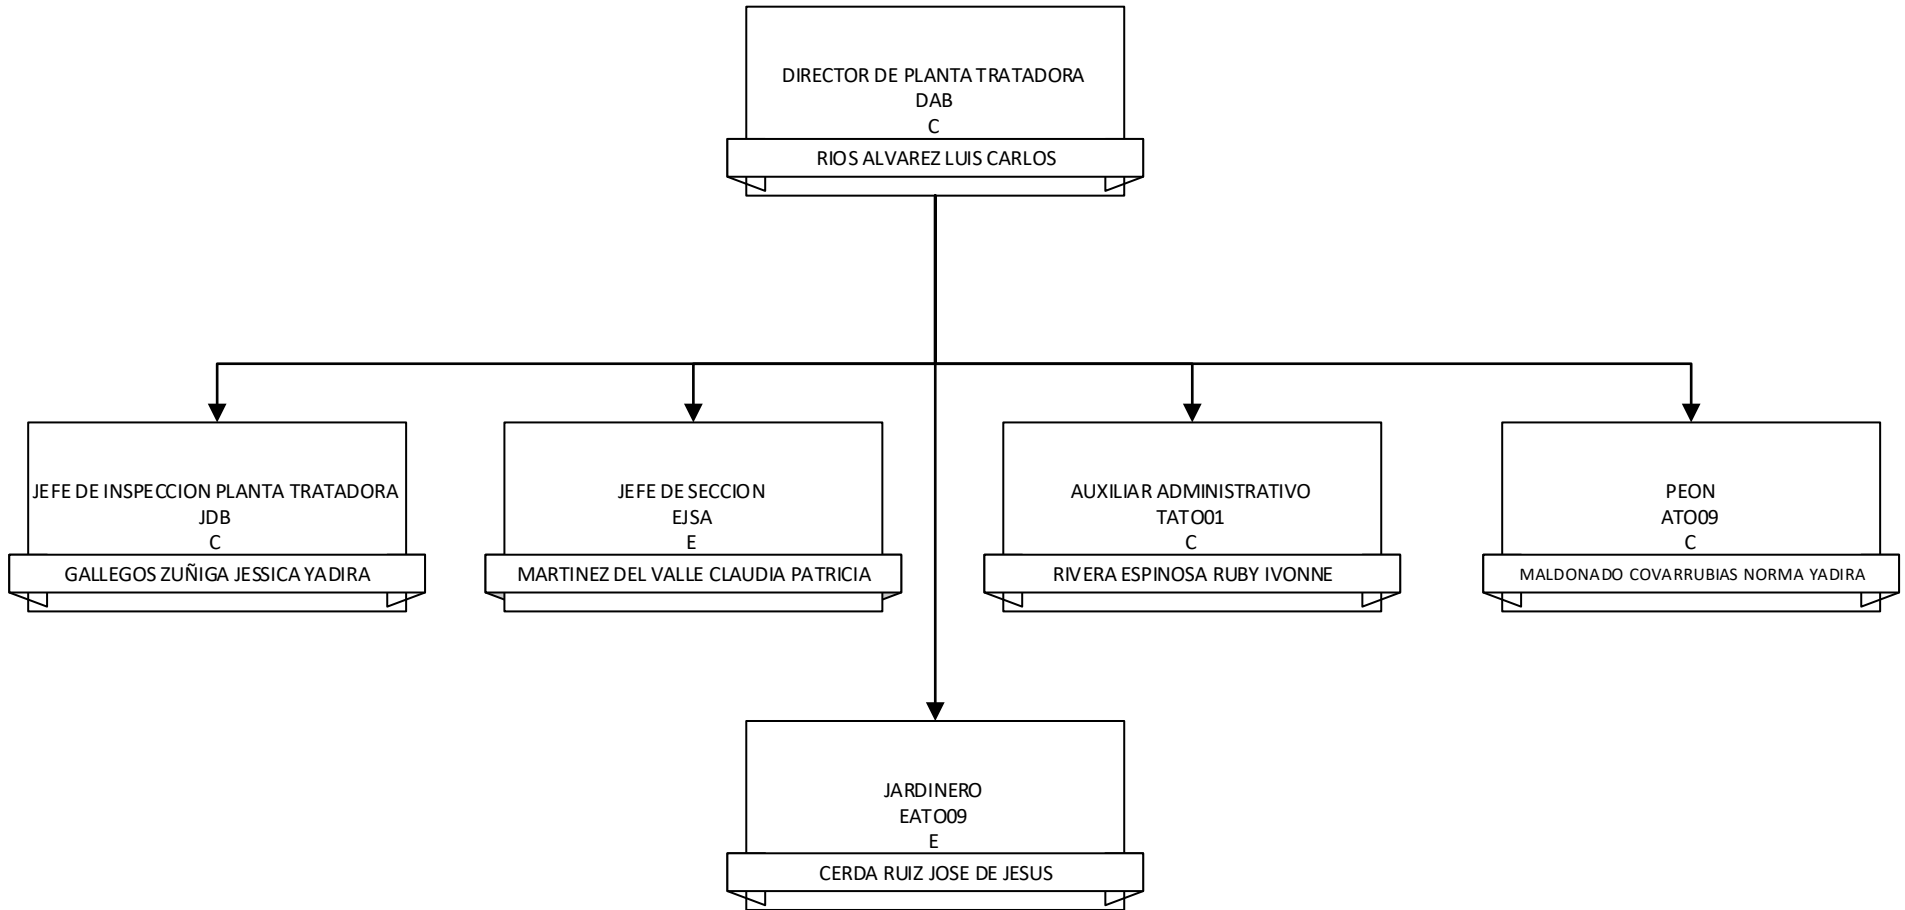 DIRECTOR DE PLANTA TRATADORA
DAB
C
RIOS ALVAREZ LUIS CARLOS
JEFE DE INSPECCION PLANTA TRATADORA
JDB
C
GALLEGOS ZUÑIGA JESSICA YADIRA
JEFE DE SECCION
EJSA
E
MARTINEZ DEL VALLE CLAUDIA PATRICIA
AUXILIAR ADMINISTRATIVO
TATO01
C
RIVERA ESPINOSA RUBY IVONNE
PEON
ATO09
C
MALDONADO COVARRUBIAS NORMA YADIRA
JARDINERO
EATO09
E
CERDA RUIZ JOSE DE JESUS